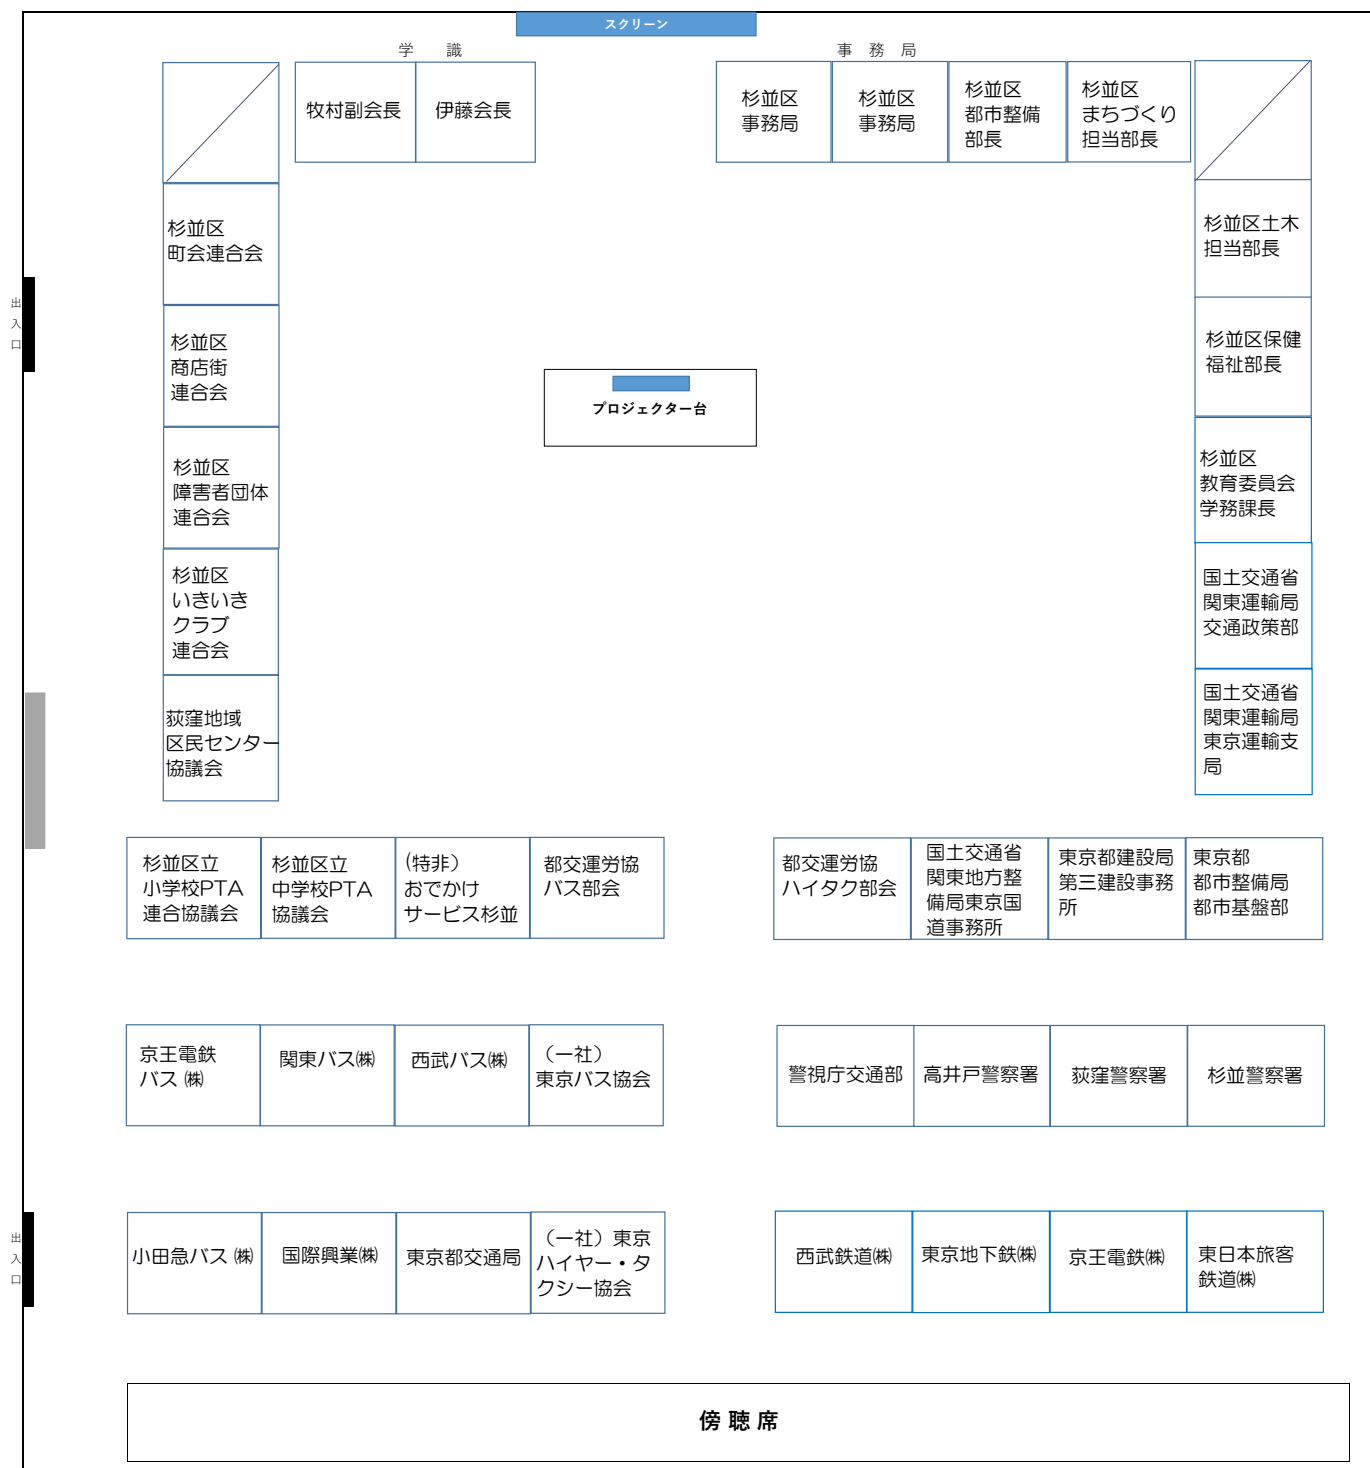 スクリーン
学　識
事　務　局
牧村副会長
伊藤会長
杉並区
事務局
杉並区
事務局
杉並区
都市整備
部長
杉並区
まちづくり
担当部長
杉並区
町会連合会
杉並区
商店街
連合会
杉並区
障害者団体
連合会
杉並区
いきいき
クラブ
連合会
荻窪地域
区民センター
協議会
出入口
プロジェクター台
杉並区土木
担当部長
杉並区保健
福祉部長
杉並区
教育委員会
学務課長
国土交通省
関東運輸局
交通政策部
国土交通省
関東運輸局
東京運輸支
局
杉並区立
小学校PTA
連合協議会
杉並区立
中学校PTA
協議会
(特非）
おでかけ
サービス杉並
都交運労協
バス部会
都交運労協
ハイタク部会
国土交通省
関東地方整
備局東京国
道事務所
東京都建設局
第三建設事務
所
東京都
都市整備局
都市基盤部
京王電鉄
バス ㈱
関東バス㈱
西武バス㈱
（一社）
東京バス協会
警視庁交通部
高井戸警察署
荻窪警察署
杉並警察署
出入口
小田急バス ㈱
国際興業㈱
東京都交通局
（一社）東京
ハイヤー・タ
クシー協会
西武鉄道㈱
東京地下鉄㈱
京王電鉄㈱
東日本旅客
鉄道㈱
傍 聴 席